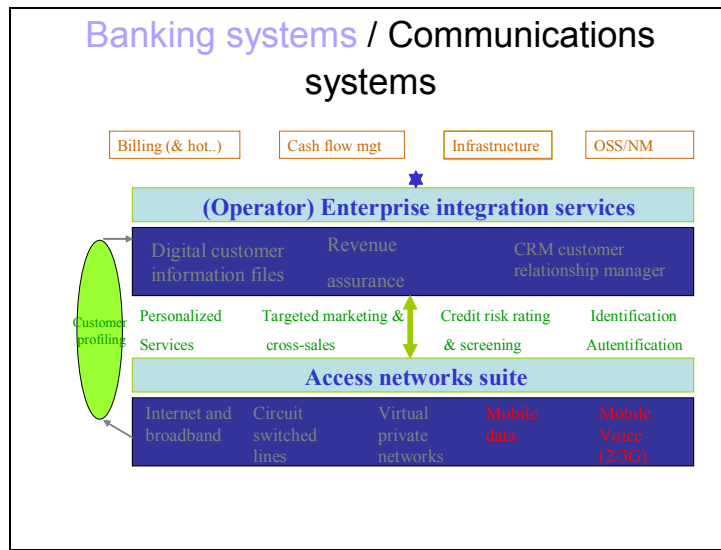 Banking systems / Communications
systems
Billing (& hot..)
Cash flow mgt
Infrastructure
OSS/NM
(Operator) Enterprise integration services
Digital customer
information files
Revenue
assurance
CRM customer
relationship manager
Customer
profiling
Personalized
Services
Targeted marketing &
cross-sales
Credit risk rating
& screening
Identification
Autentification
Access networks suite
Internet and
broadband
Circuit
switched
lines
Virtual
private
networks
Mobile
data
Mobile
Voice
(2/3G)